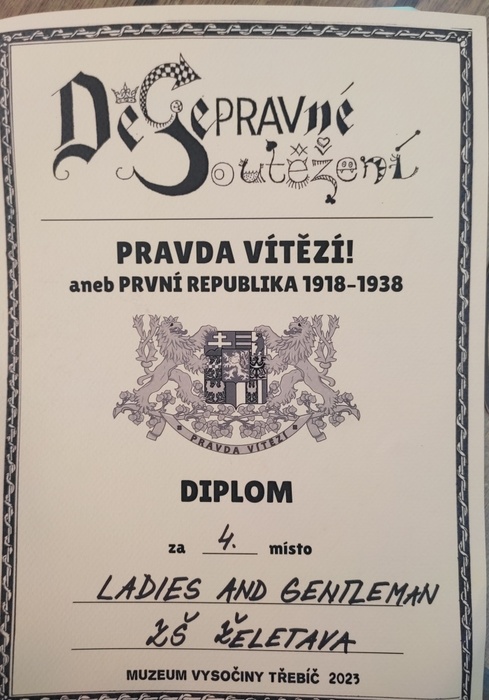 DĚGEPRAVné
Soutěžení
PRAVDA VÍTĚZÍ!
aneb PRVNÍ REPUBLIKA 1918-1938
PRAVDA VÍTĚZÍ
DIPLOM
za 4. místo
LADIES AND GENTLEMAN
ZŠ ŽELETAVA
MUZEUM VYSOČINY TŘEBÍČ 2023